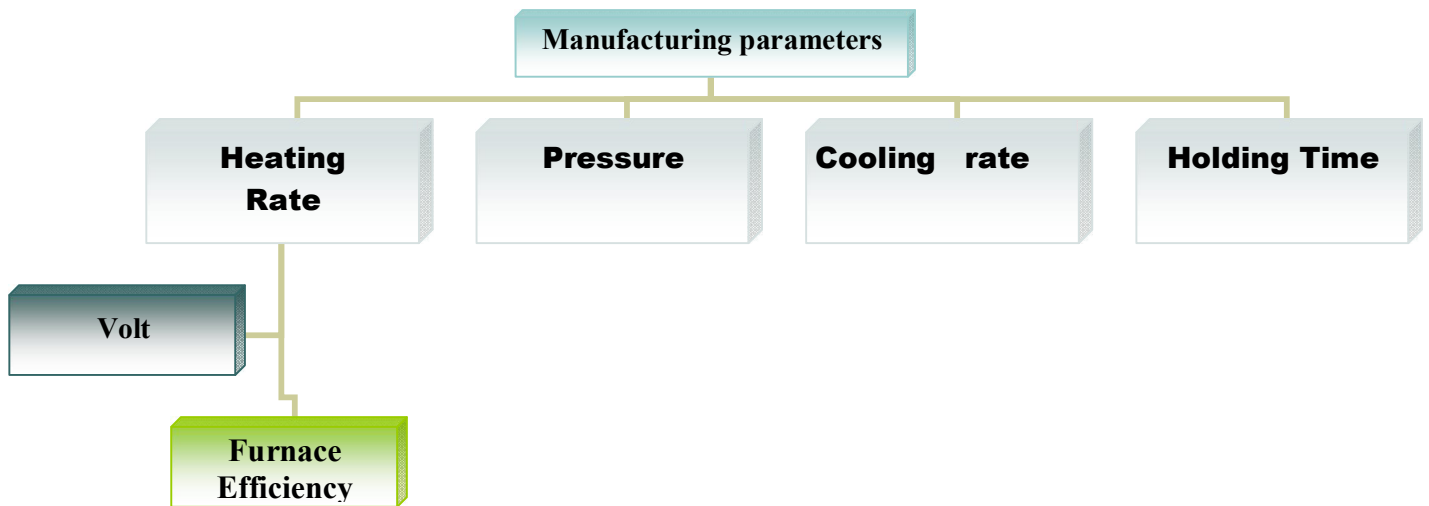 Manufacturing parameters
Heating
Rate
Pressure
Cooling rate
Holding Time
Volt
Furnace
Efficiency